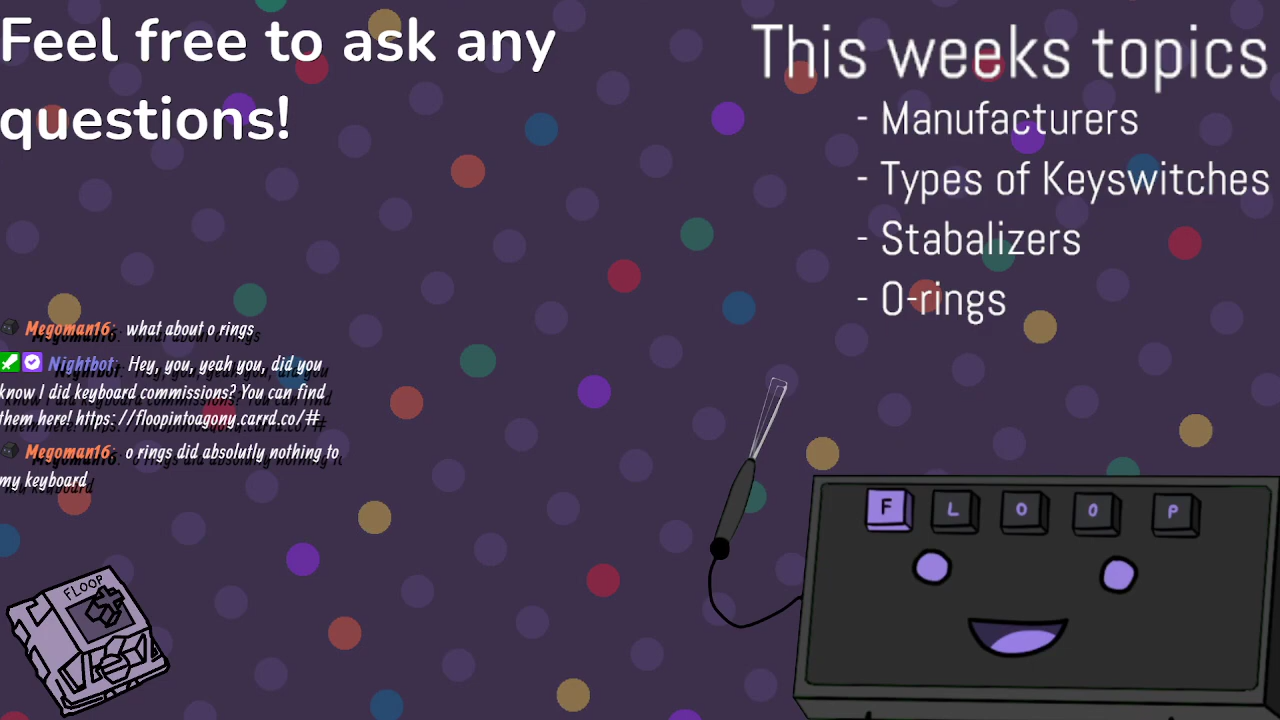 Feel free to ask any
questions!
This weeks topics
- Manufacturers
- Types of Keyswitches
- Stabalizers
- O-rings
Megoman16: what about o rings
Nightbot: Hey, you, yeah you, did you
know I did keyboard commissions? You can find
them here! https://floopintoagony.carrd.co/#
Megoman16: o rings did absolutly nothing to
my keyboard
F L O O P
FLOOP